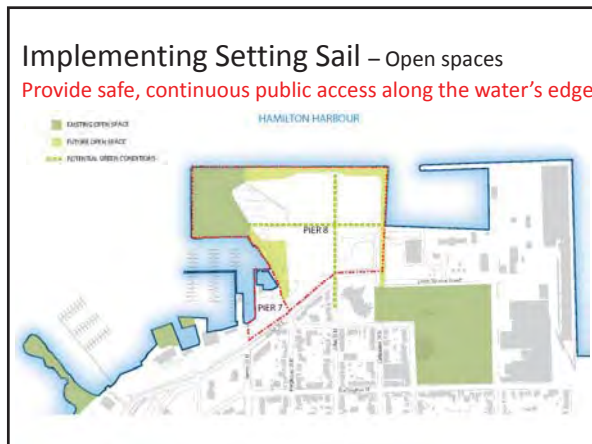 Implementing Setting Sail – Open spaces
Provide safe, continuous public access along the water's edge
HAMILTON HARBOUR
EXISTING OPEN SPACE
FUTURE OPEN SPACE
POTENTIAL GREEN CONDITIONS
PIER 8
PIER 7